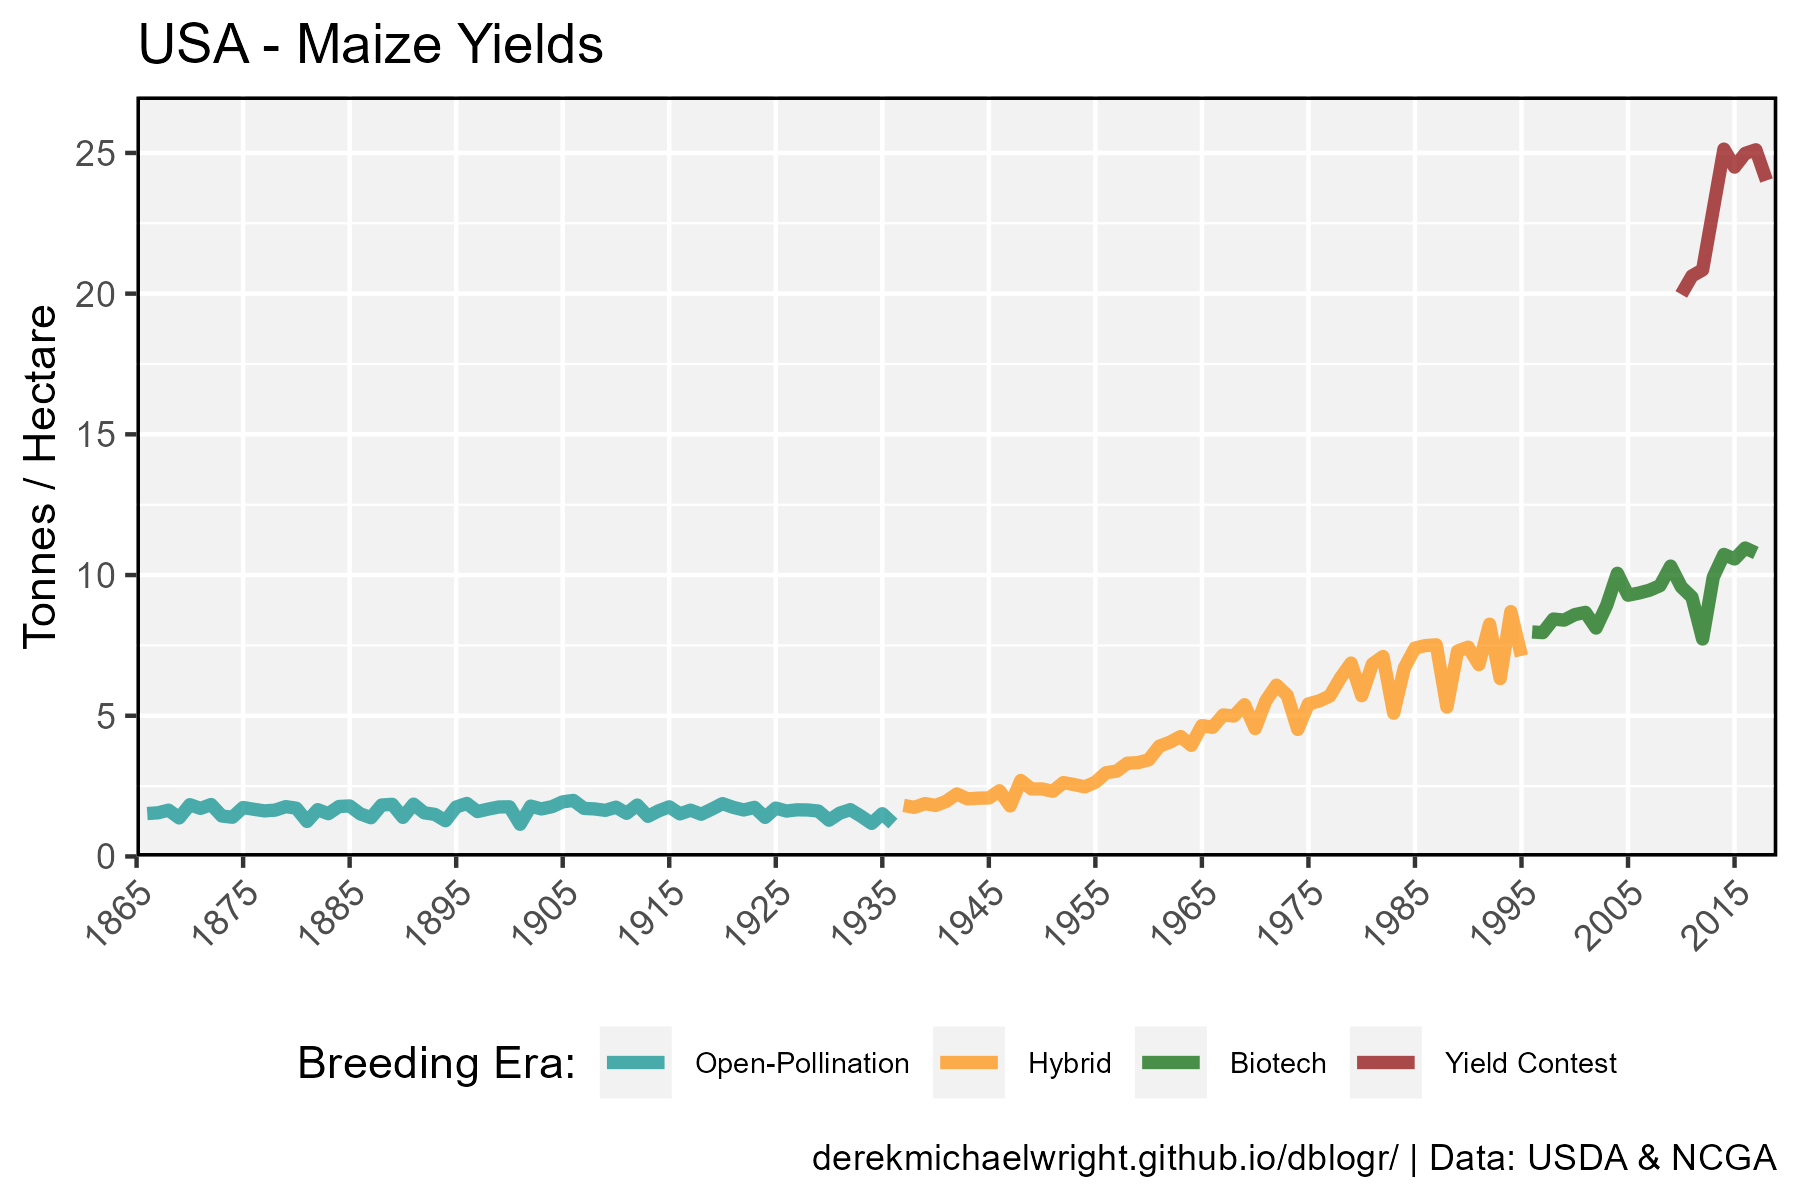 USA - Maize Yields
Tonnes / Hectare
25
20
15
10
5
0
1865 1875 1885 1895 1905 1915 1925 1935 1945 1955 1965 1975 1985 1995 2005 2015
Breeding Era: Open-Pollination Hybrid Biotech Yield Contest
derekmichaelwright.github.io/dblogr/ | Data: USDA & NCGA